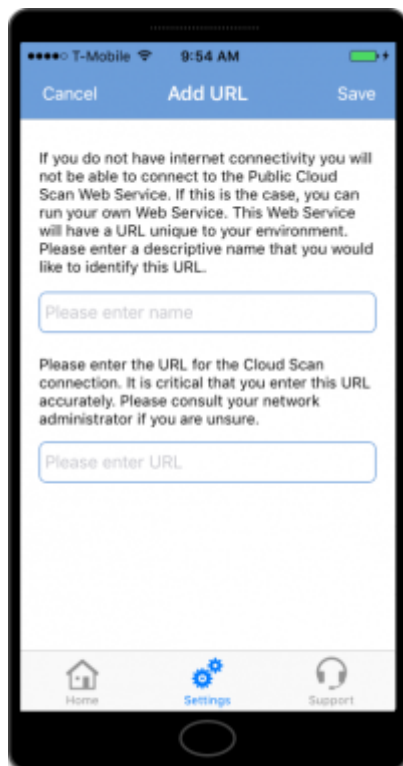 T-Mobile 9:54 AM
Cancel Add URL Save
If you do not have internet connectivity you will
not be able to connect to the Public Cloud
Scan Web Service. If this is the case, you can
run your own Web Service. This Web Service
will have a URL unique to your environment.
Please enter a descriptive name that you would
like to identify this URL.
Please enter name
Please enter the URL for the Cloud Scan
connection. It is critical that you enter this URL
accurately. Please consult your network
administrator if you are unsure.
Please enter URL
Home Settings Support